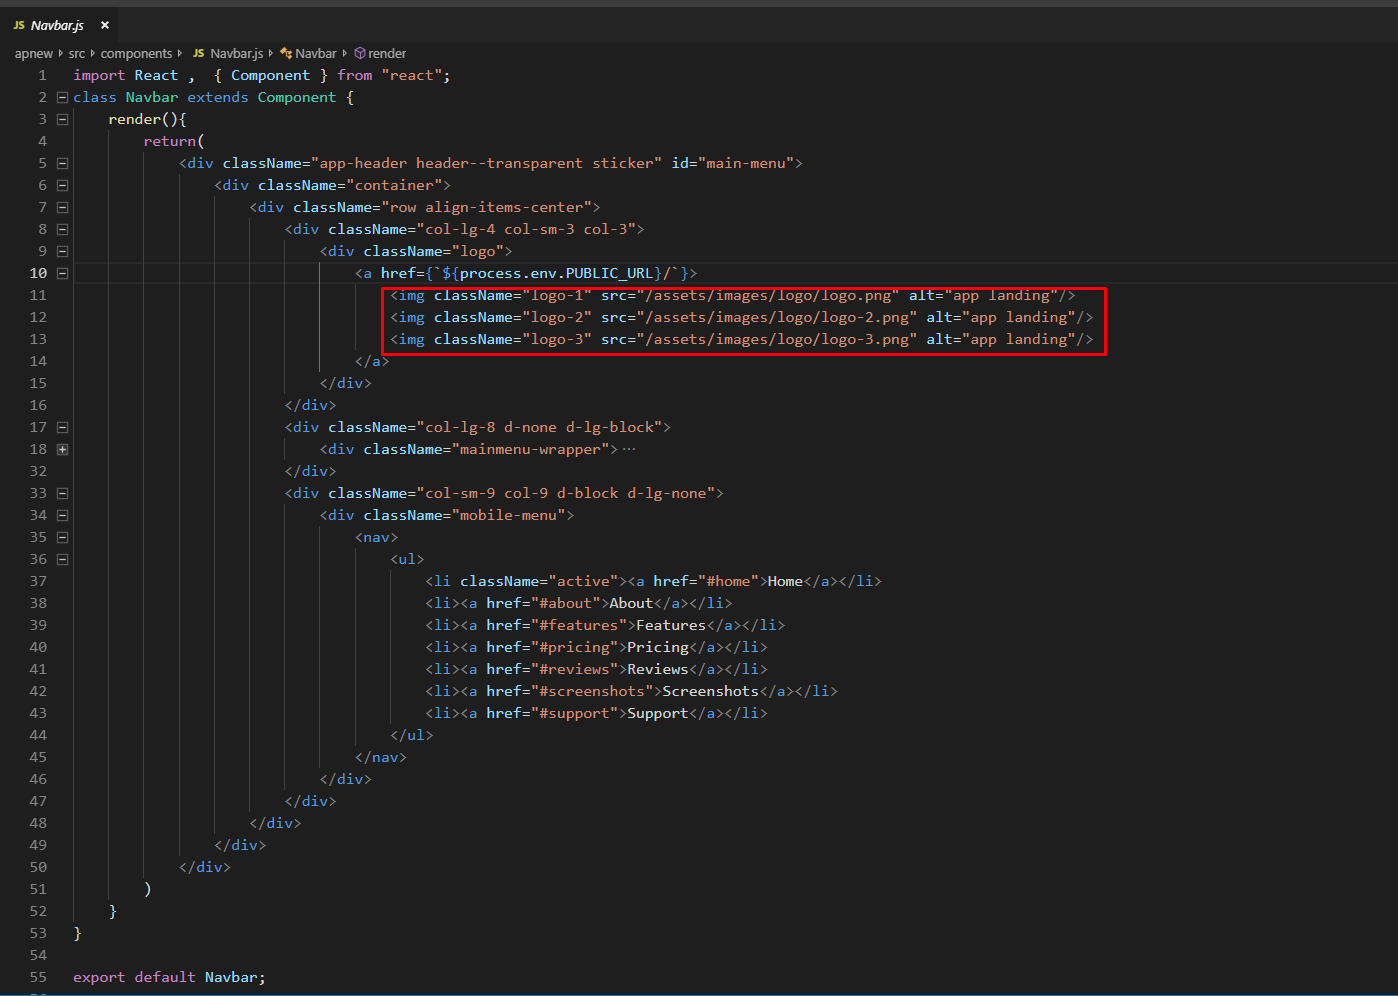 JS Navbar.js ×
apnew › src › components › JS Navbar.js › Navbar › render
1 import React , { Component } from "react";
2 class Navbar extends Component {
3 render(){
4 return(
5 <div className="app-header header--transparent sticker" id="main-menu">
6 <div className="container">
7 <div className="row align-items-center">
8 <div className="col-lg-4 col-sm-3 col-3">
9 <div className="logo">
10 <a href={`${process.env.PUBLIC_URL}/`}>
11 <img className="logo-1" src="/assets/images/logo/logo.png" alt="app landing"/>
12 <img className="logo-2" src="/assets/images/logo/logo-2.png" alt="app landing"/>
13 <img className="logo-3" src="/assets/images/logo/logo-3.png" alt="app landing"/>
14 </a>
15 </div>
16 </div>
17 <div className="col-lg-8 d-none d-lg-block">
18 <div className="mainmenu-wrapper">…
32 </div>
33 <div className="col-sm-9 col-9 d-block d-lg-none">
34 <div className="mobile-menu">
35 <nav>
36 <ul>
37 <li className="active"><a href="#home">Home</a></li>
38 <li><a href="#about">About</a></li>
39 <li><a href="#features">Features</a></li>
40 <li><a href="#pricing">Pricing</a></li>
41 <li><a href="#reviews">Reviews</a></li>
42 <li><a href="#screenshots">Screenshots</a></li>
43 <li><a href="#support">Support</a></li>
44 </ul>
45 </nav>
46 </div>
47 </div>
48 </div>
49 </div>
50 </div>
51 )
52 }
53 }
54
55 export default Navbar;